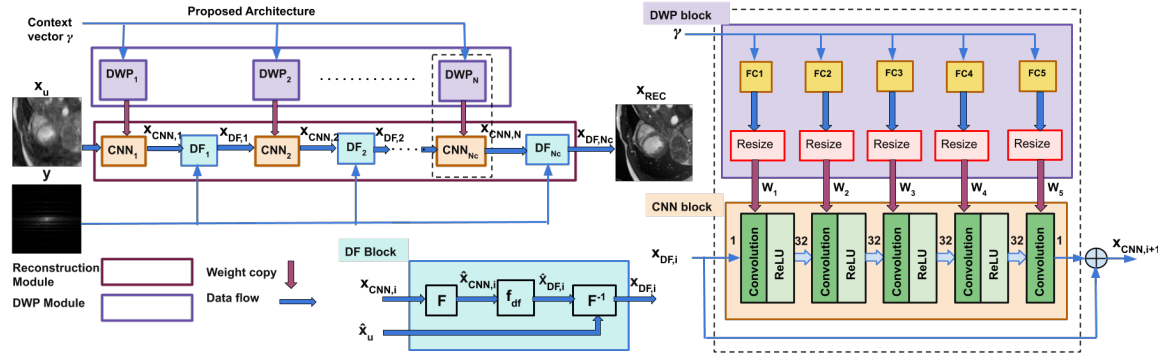 Proposed Architecture
Context
vector γ
DWP₁
DWP₂
DWP_N
x_u
x_CNN,1
x_DF,1
x_CNN,2
x_DF,2
x_CNN,N
x_DF,Nc
x_REC
CNN₁
DF₁
CNN₂
DF₂
CNN_Nc
DF_Nc
y
Reconstruction
Module
DWP Module
Weight copy
Data flow
DF Block
x_CNN,i
x̂_CNN,i
x̂_DF,i
x_DF,i
F
f_df
F⁻¹
x̂_u
DWP block
γ
FC1
FC2
FC3
FC4
FC5
Resize
Resize
Resize
Resize
Resize
W₁
W₂
W₃
W₄
W₅
CNN block
x_DF,i
1
Convolution
ReLU
32
Convolution
ReLU
32
Convolution
ReLU
32
Convolution
ReLU
32
Convolution
1
x_CNN,i+1